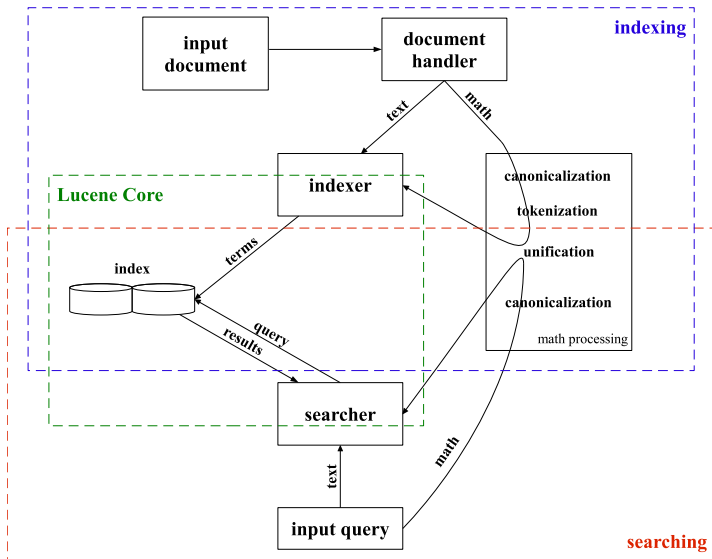 input
document
document
handler
indexing
text
math
indexer
canonicalization
Lucene Core
tokenization
terms
unification
index
canonicalization
query
results
math processing
searcher
math
text
input query
searching